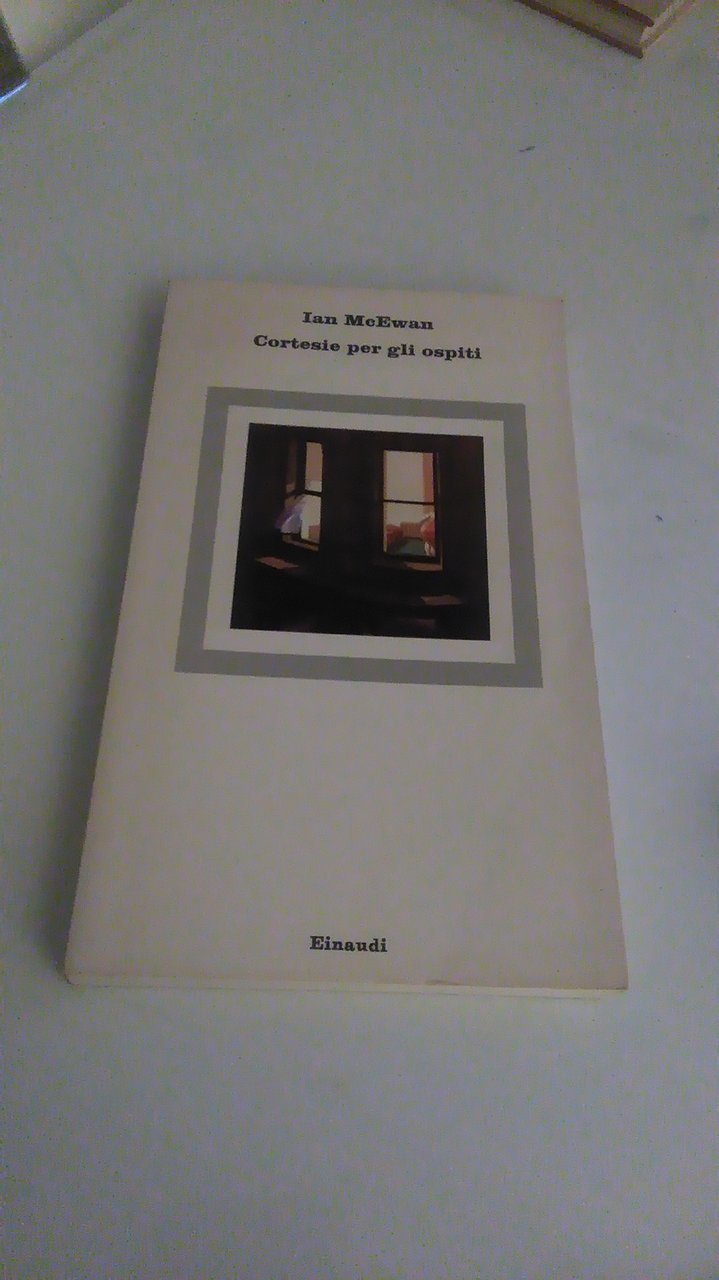 Ian McEwan
Cortesie per gli ospiti
Einaudi